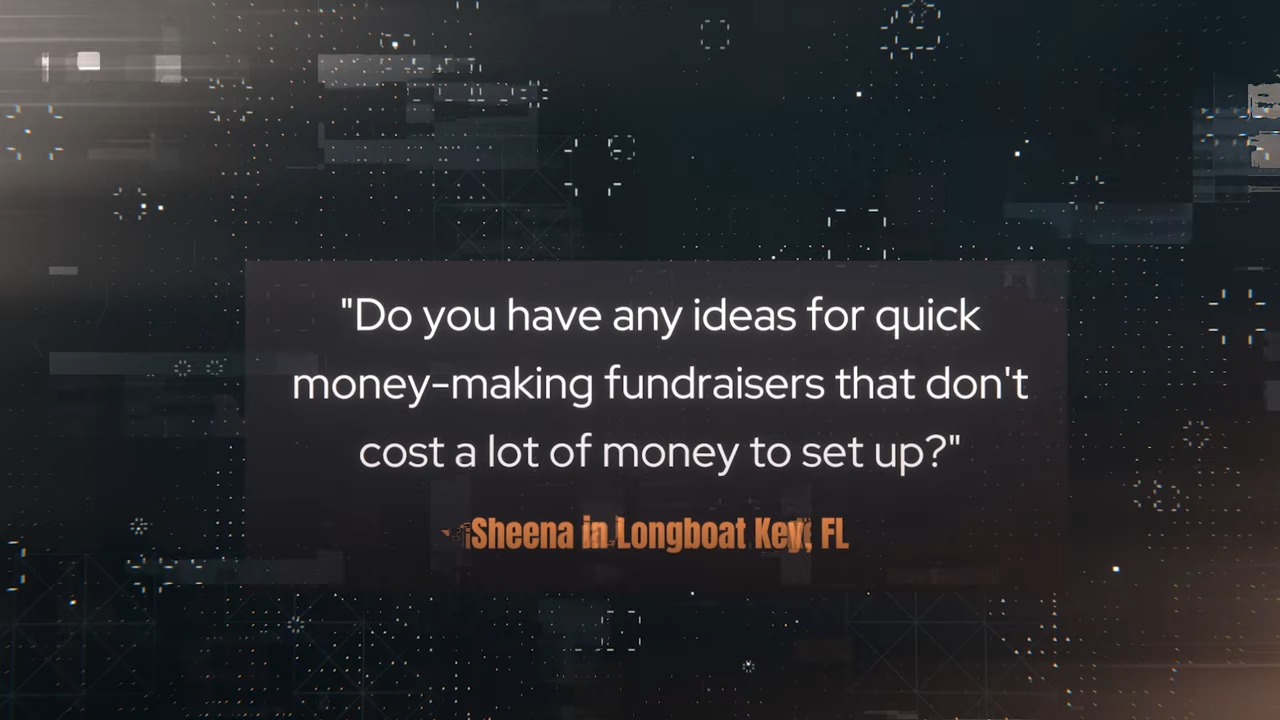 "Do you have any ideas for quick
money-making fundraisers that don't
cost a lot of money to set up?"
Sheena in Longboat Key, FL